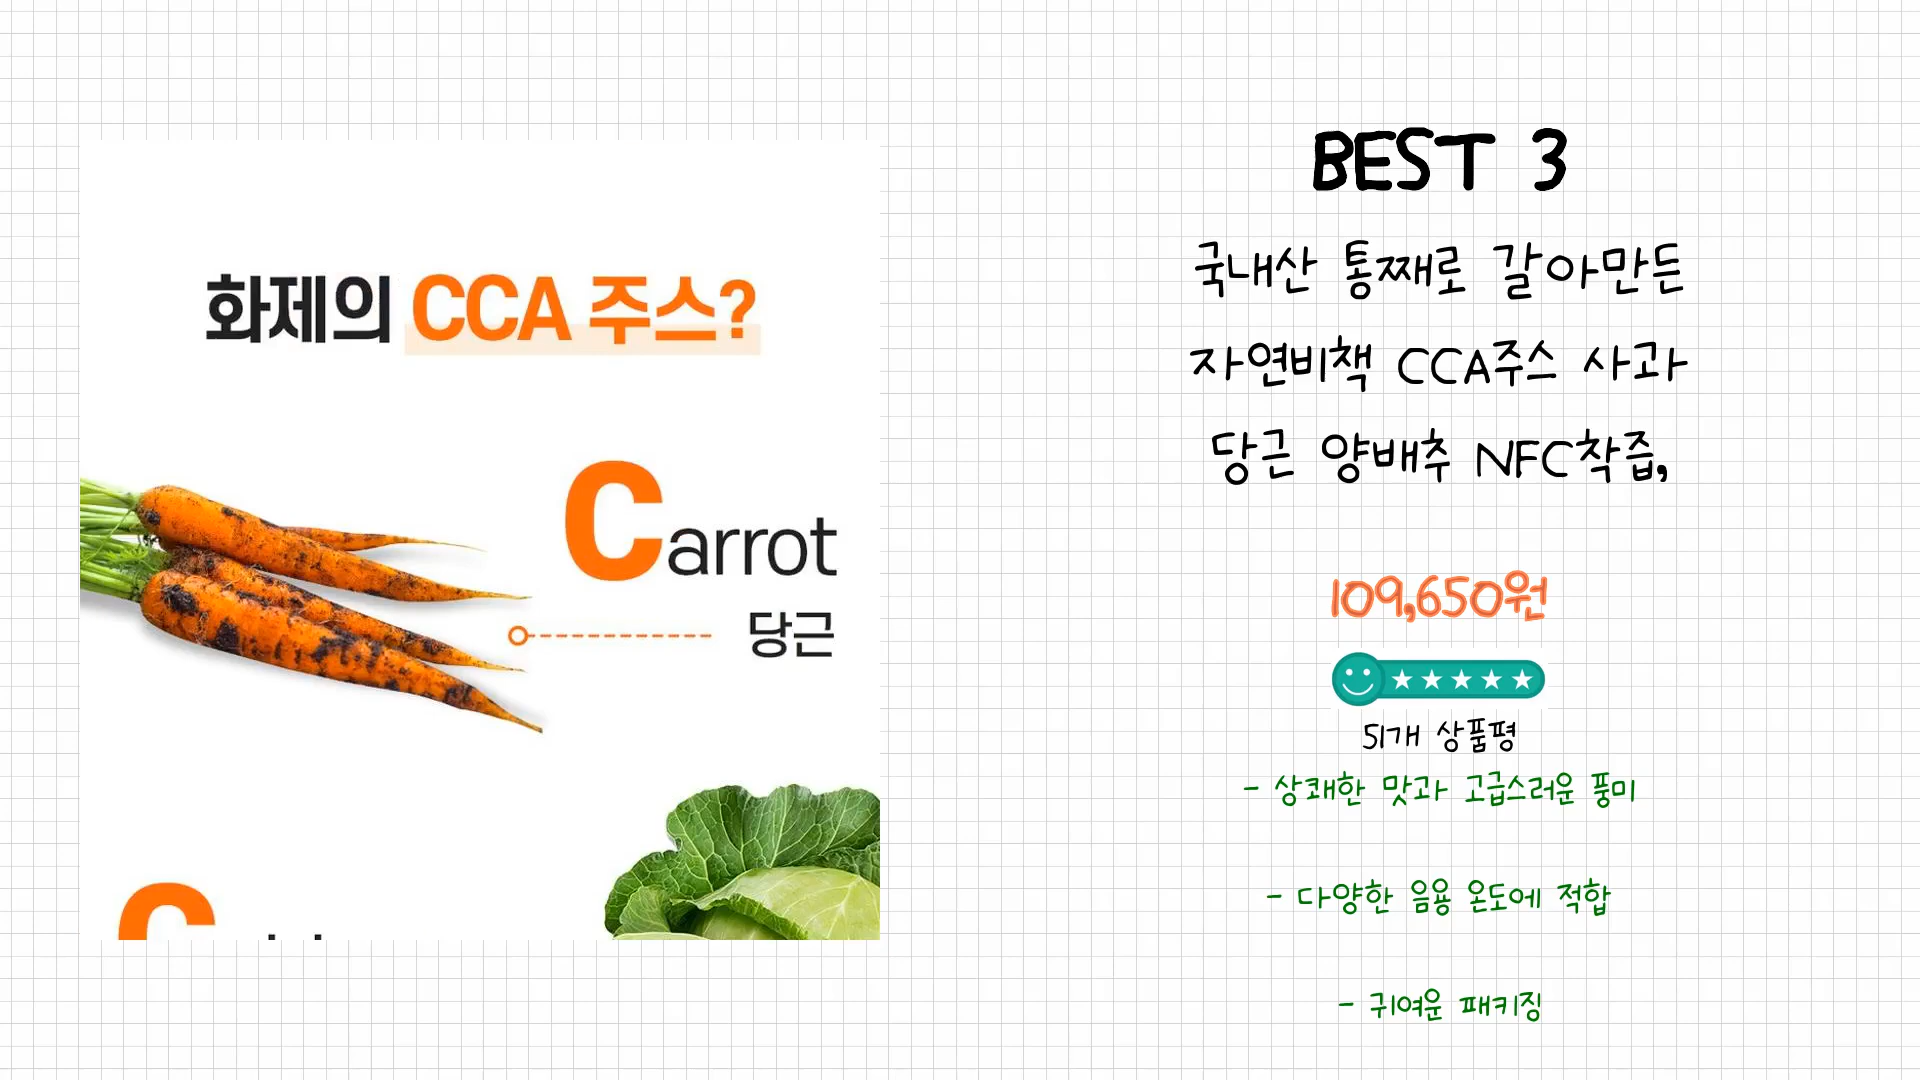 화제의 CCA 주스?
Carrot
당근
C
BEST 3
국내산 통째로 갈아만든
자연비책 CCA주스 사과
당근 양배추 NFC착즙,
109,650원
51개 상품평
- 상쾌한 맛과 고급스러운 풍미
- 다양한 음용 온도에 적합
- 귀여운 패키징